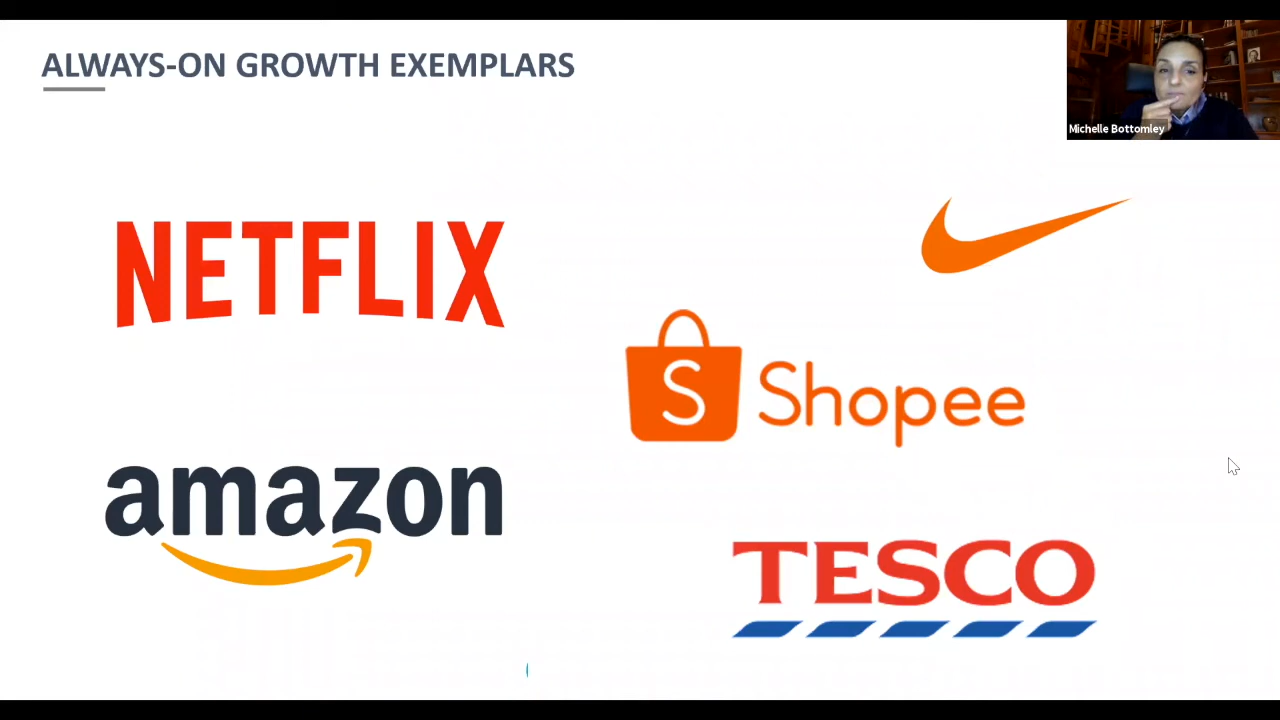 ALWAYS-ON GROWTH EXEMPLARS
Michelle Bottomley
NETFLIX
S Shopee
amazon
TESCO